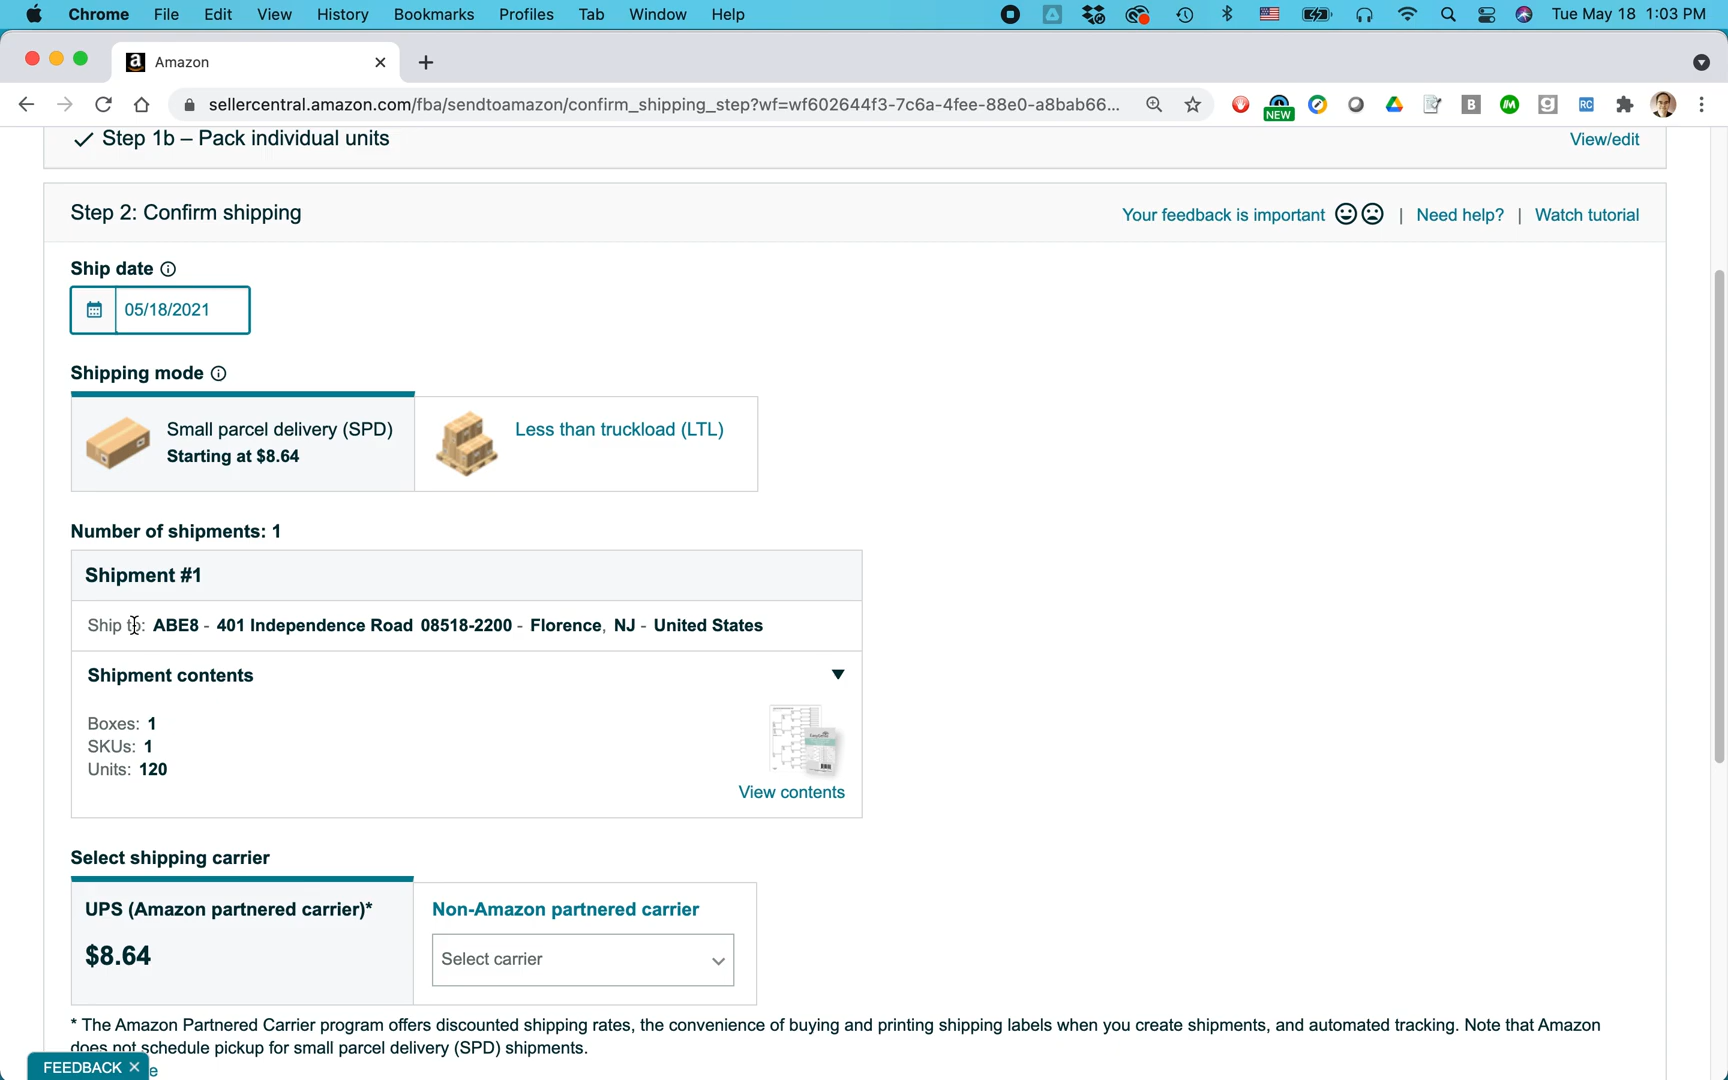 Chrome File Edit View History Bookmarks Profiles Tab Window Help Tue May 18 1:03 PM
Amazon
sellercentral.amazon.com/fba/sendtoamazon/confirm_shipping_step?wf=wf602644f3-7c6a-4fee-88e0-a8bab66...
NEW
Step 1b – Pack individual units View/edit
Step 2: Confirm shipping Your feedback is important | Need help? | Watch tutorial
Ship date
05/18/2021
Shipping mode
Small parcel delivery (SPD)
Starting at $8.64
Less than truckload (LTL)
Number of shipments: 1
Shipment #1
Ship to: ABE8 - 401 Independence Road 08518-2200 - Florence, NJ - United States
Shipment contents
Boxes: 1
SKUs: 1
Units: 120
View contents
Select shipping carrier
UPS (Amazon partnered carrier)*
$8.64
Non-Amazon partnered carrier
Select carrier
* The Amazon Partnered Carrier program offers discounted shipping rates, the convenience of buying and printing shipping labels when you create shipments, and automated tracking. Note that Amazon
does not schedule pickup for small parcel delivery (SPD) shipments.
FEEDBACK